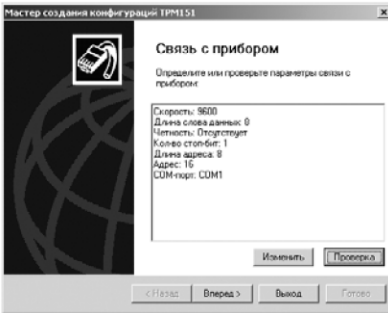 Мастер создания конфигураций ТРМ151
Связь с прибором
Определите или проверьте параметры связи с
прибором:
Скорость: 9600
Длина слова данных: 8
Четность: Отсутствует
Кол-во стоп-бит: 1
Длина адреса: 8
Адрес: 16
COM-порт: COM1
Изменить
Проверка
< Назад
Вперед >
Выход
Готово